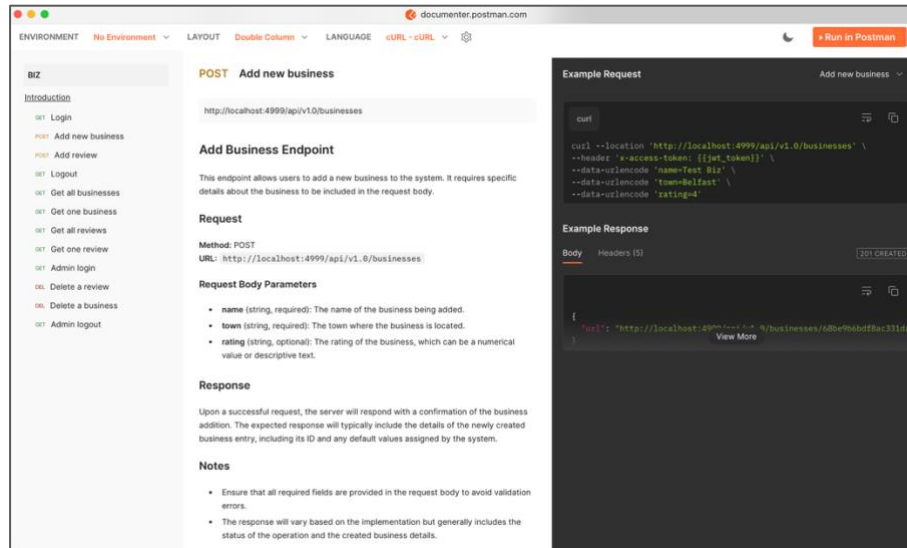 documenter.postman.com
ENVIRONMENT No Environment LAYOUT Double Column LANGUAGE cURL - cURL
Run in Postman
BIZ
Introduction
GET Login
POST Add new business
POST Add review
GET Logout
GET Get all businesses
GET Get one business
GET Get all reviews
GET Get one review
GET Admin login
DEL Delete a review
DEL Delete a business
GET Admin logout
POST Add new business
http://localhost:4999/api/v1.0/businesses
Add Business Endpoint
This endpoint allows users to add a new business to the system. It requires specific
details about the business to be included in the request body.
Request
Method: POST
URL: http://localhost:4999/api/v1.0/businesses
Request Body Parameters
• name (string, required): The name of the business being added.
• town (string, required): The town where the business is located.
• rating (string, optional): The rating of the business, which can be a numerical
value or descriptive text.
Response
Upon a successful request, the server will respond with a confirmation of the business
addition. The expected response will typically include the details of the newly created
business entry, including its ID and any default values assigned by the system.
Notes
• Ensure that all required fields are provided in the request body to avoid validation
errors.
• The response will vary based on the implementation but generally includes the
status of the operation and the created business details.
Example Request
Add new business
curl
curl --location 'http://localhost:4999/api/v1.0/businesses' \
--header 'x-access-token: {{jwt_token}}' \
--data-urlencode 'name=Test Biz' \
--data-urlencode 'town=Belfast' \
--data-urlencode 'rating=4'
Example Response
Body Headers (5)
201 CREATED
{
"url":
View More
}